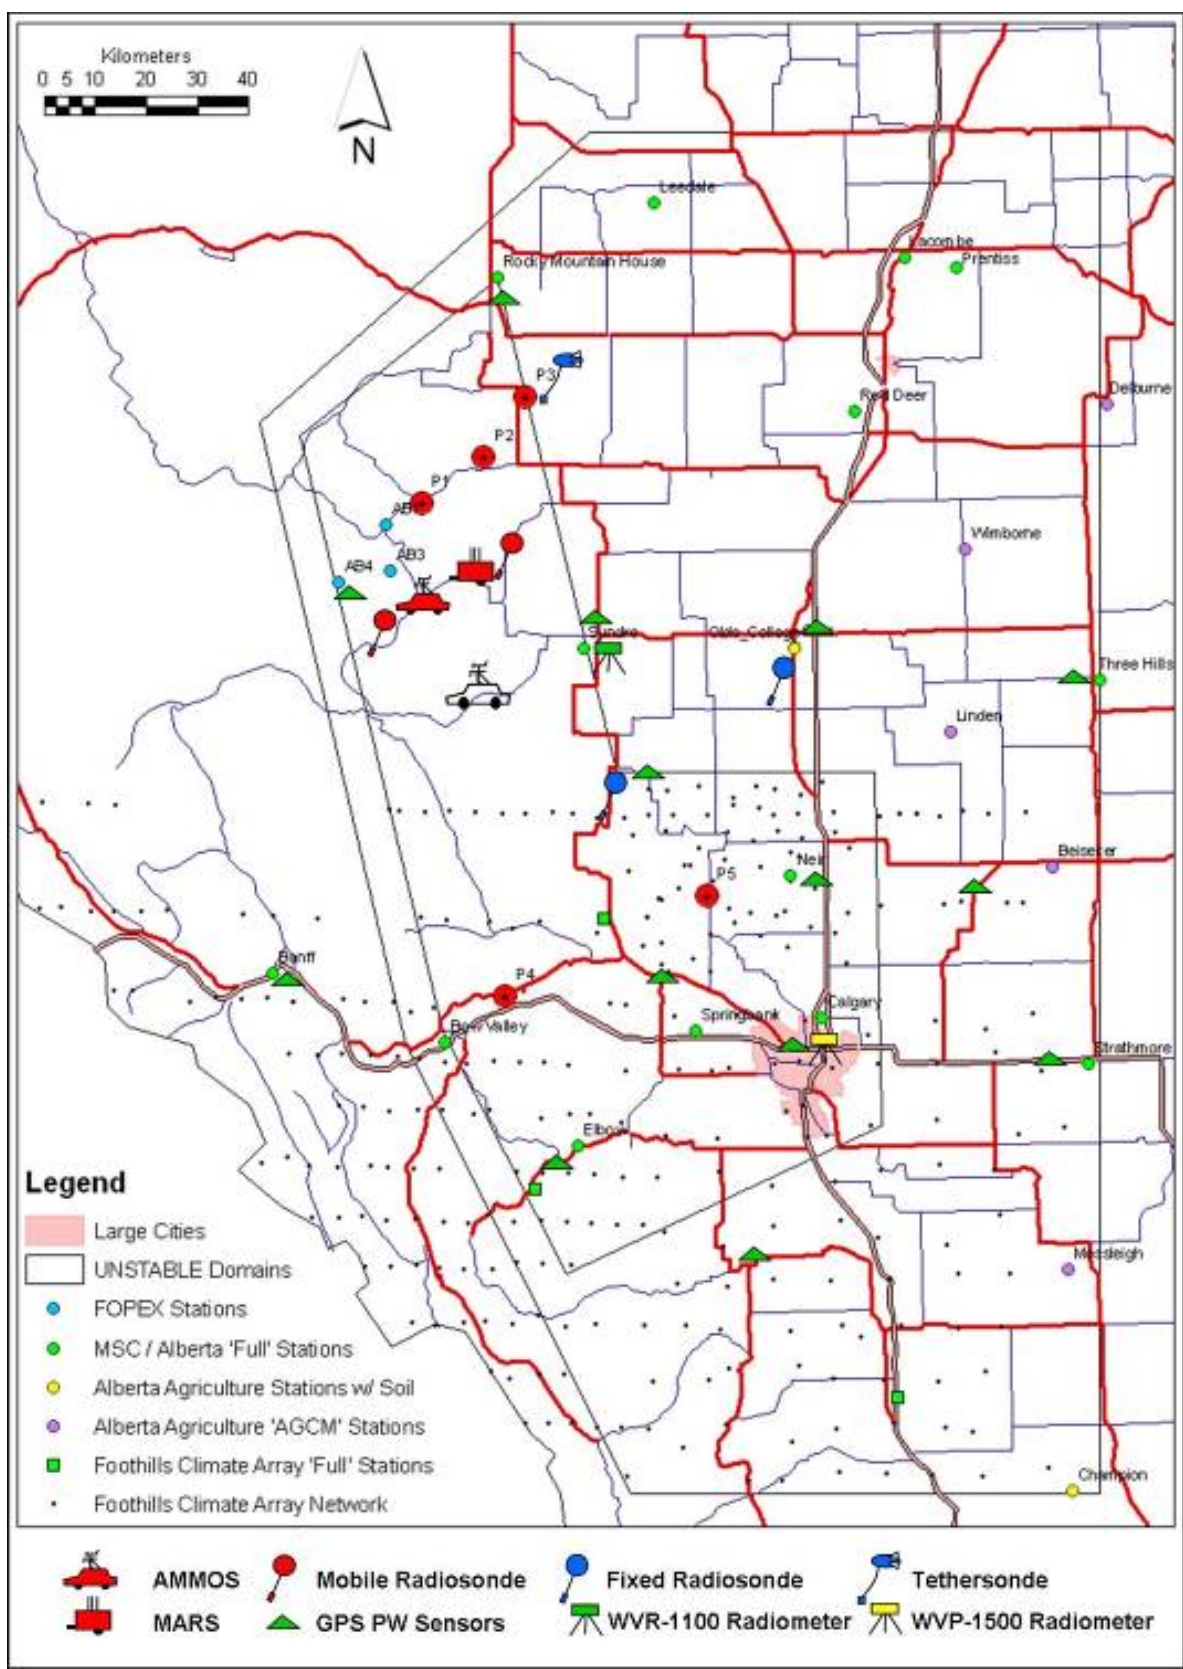 Kilometers
0 5 10 20 30 40
N
Leedale
Lacombe
Prentiss
Rocky Mountain House
P3
Red Deer
Delburne
P2
P1
Wimborne
AB3
AB4
Sundre
Olds_College
Three Hills
Linden
Neir
Beiseker
P5
Banff
P4
Bow Valley
Springbank
Calgary
Strathmore
Elbow
Mossleigh
Champion
Legend
Large Cities
UNSTABLE Domains
FOPEX Stations
MSC / Alberta 'Full' Stations
Alberta Agriculture Stations w/ Soil
Alberta Agriculture 'AGCM' Stations
Foothills Climate Array 'Full' Stations
Foothills Climate Array Network
AMMOS Mobile Radiosonde Fixed Radiosonde Tethersonde
MARS GPS PW Sensors WVR-1100 Radiometer WVP-1500 Radiometer